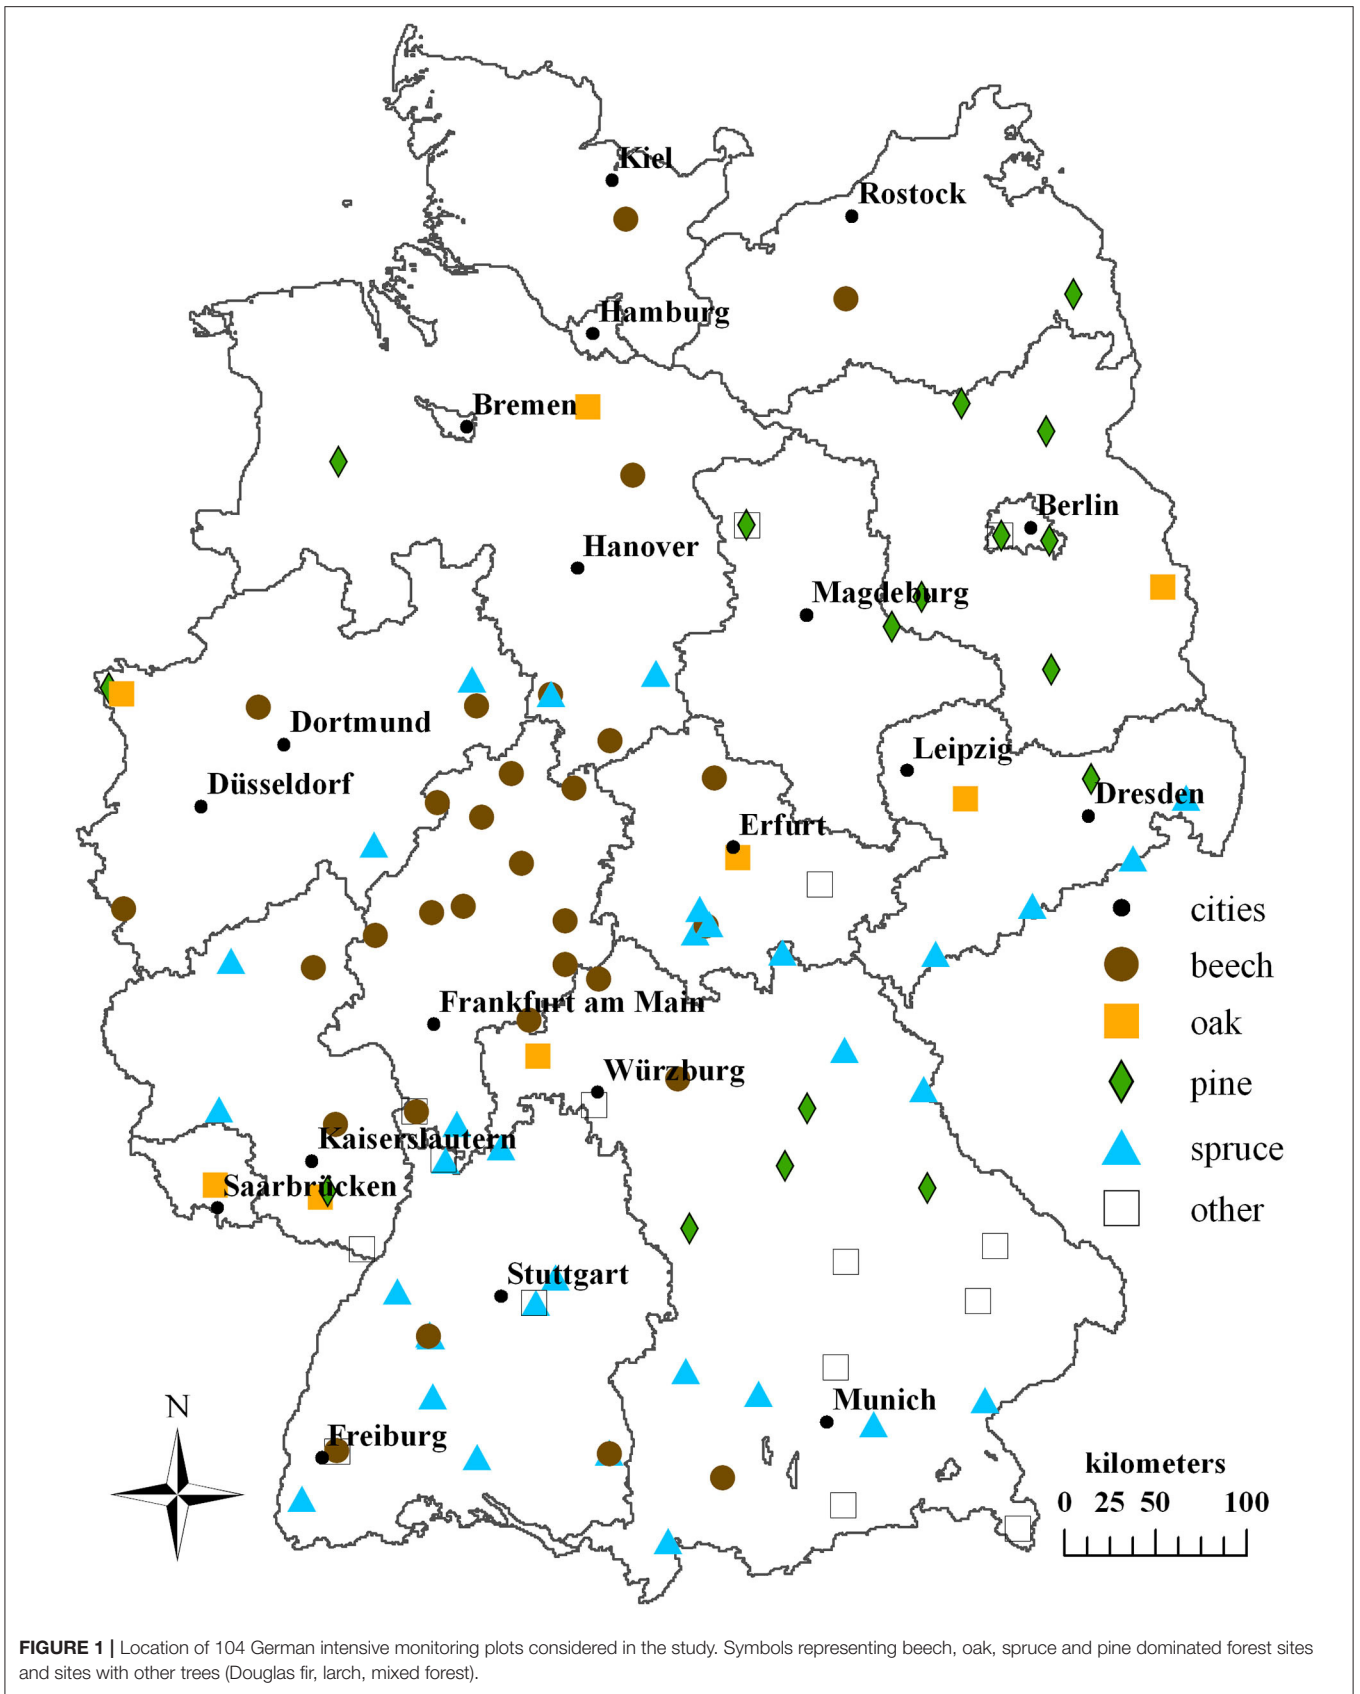 Kiel
Rostock
Hamburg
Bremen
Berlin
Hanover
Magdeburg
Dortmund
Leipzig
Düsseldorf
Dresden
Erfurt
cities
beech
Frankfurt am Main
oak
Würzburg
pine
Kaiserslautern
spruce
Saarbrücken
other
Stuttgart
N
Munich
Freiburg
kilometers
0 25 50 100
FIGURE 1 | Location of 104 German intensive monitoring plots considered in the study. Symbols representing beech, oak, spruce and pine dominated forest sites
and sites with other trees (Douglas fir, larch, mixed forest).